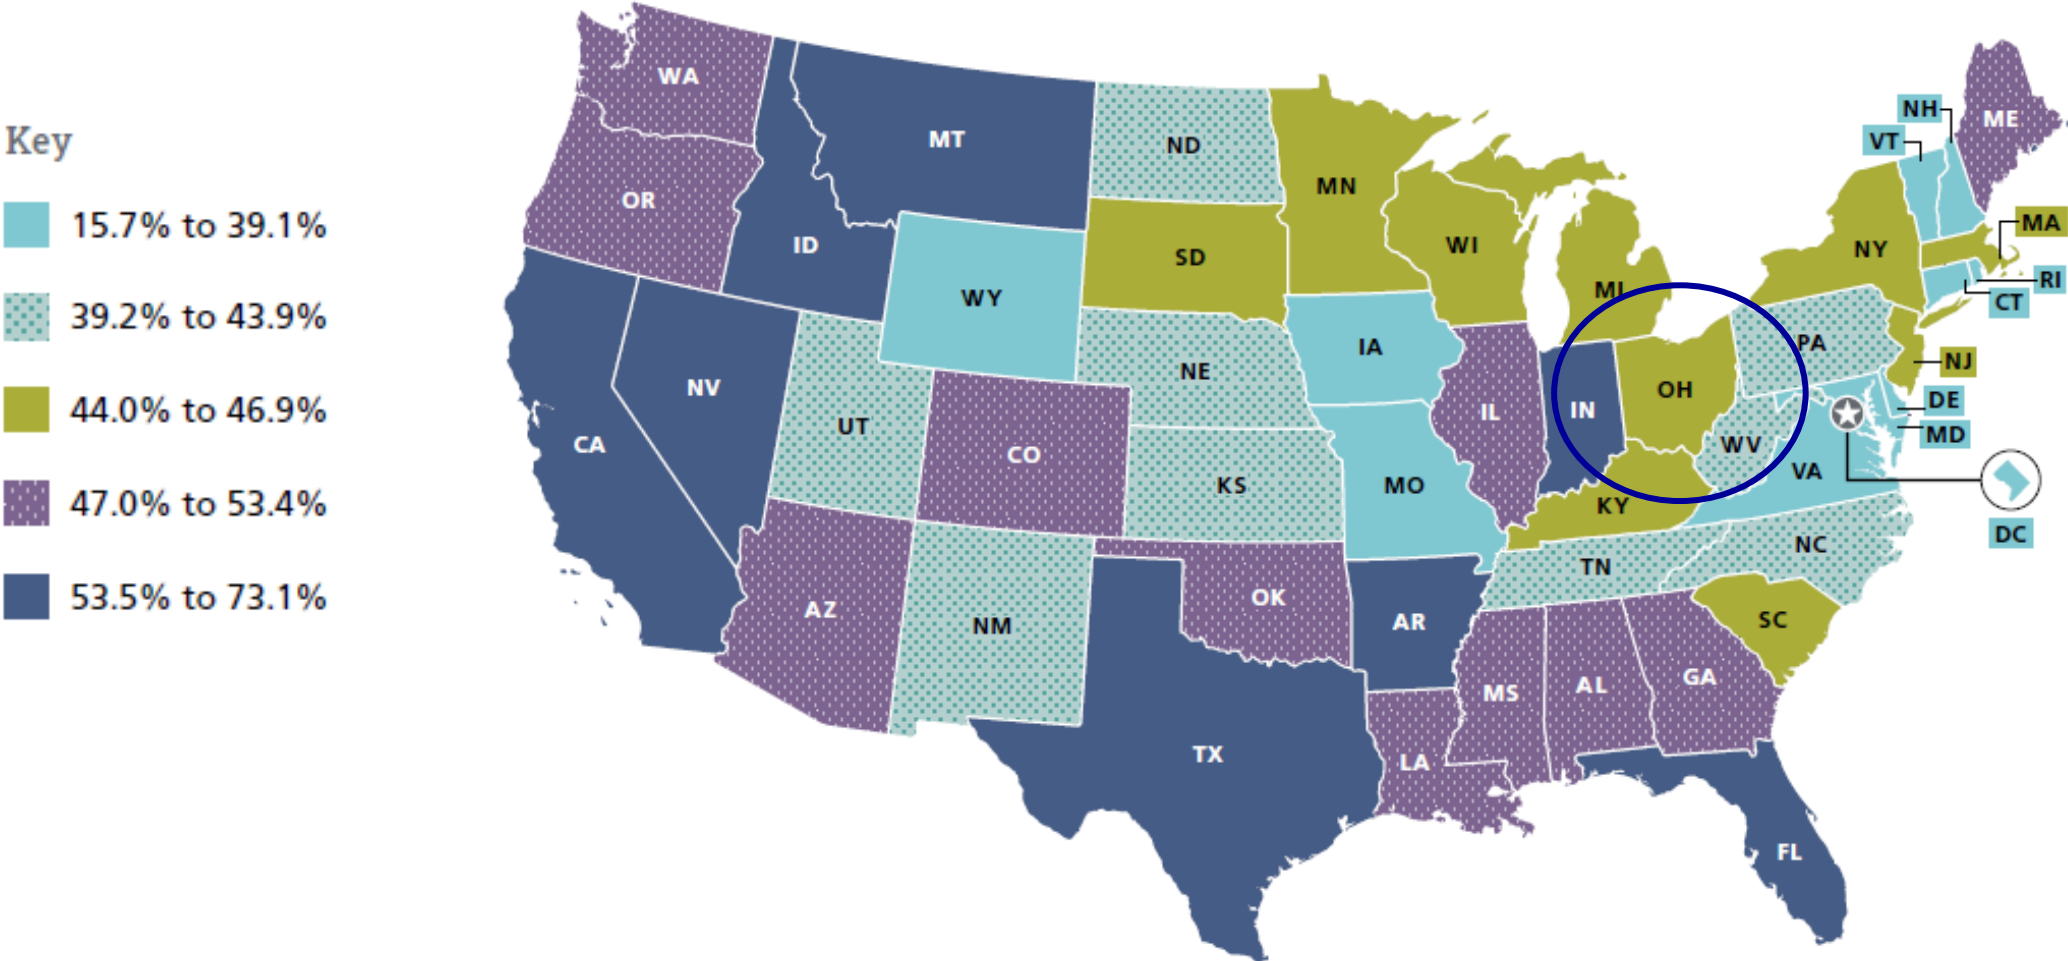 Key
15.7% to 39.1%
39.2% to 43.9%
44.0% to 46.9%
47.0% to 53.4%
53.5% to 73.1%
WA
OR
CA
NV
ID
MT
WY
UT
CO
AZ
NM
ND
SD
NE
KS
OK
TX
MN
IA
MO
AR
LA
WI
IL
MI
IN
OH
KY
TN
MS
AL
GA
FL
SC
NC
VA
WV
PA
NY
VT
NH
ME
MA
RI
CT
NJ
DE
MD
DC